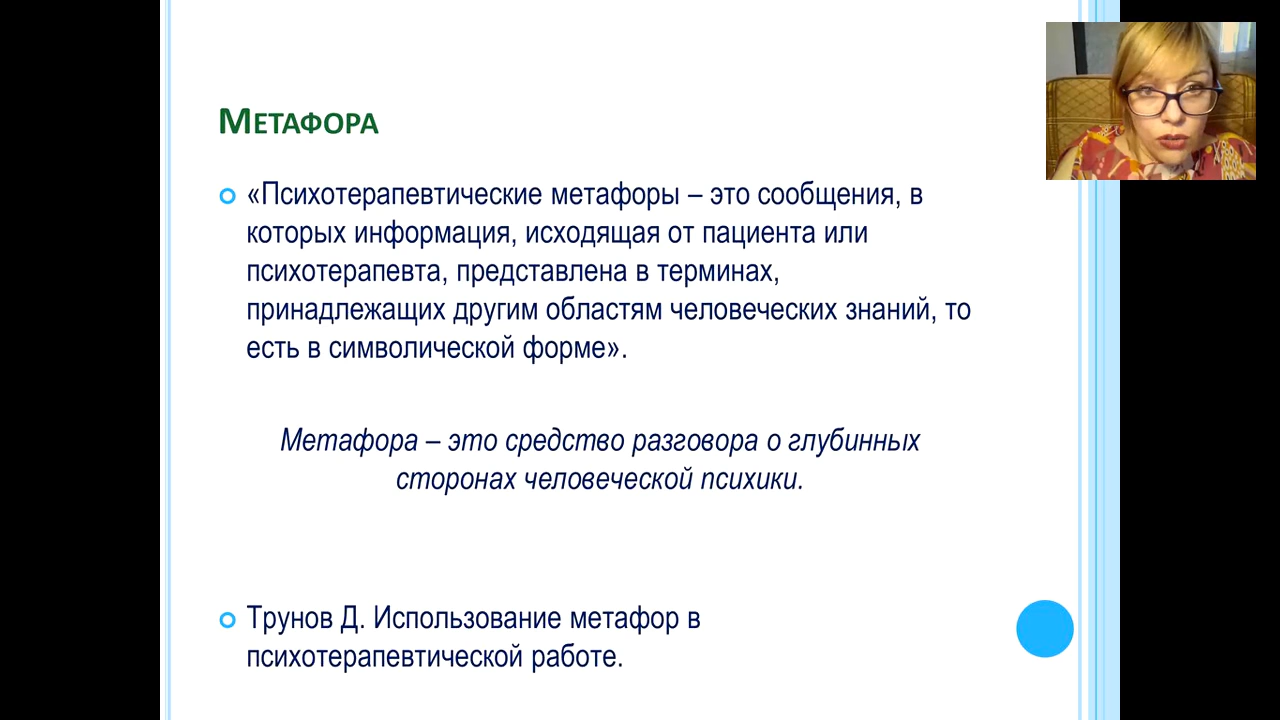 Метафора
«Психотерапевтические метафоры – это сообщения, в
которых информация, исходящая от пациента или
психотерапевта, представлена в терминах,
принадлежащих другим областям человеческих знаний, то
есть в символической форме».
Метафора – это средство разговора о глубинных
сторонах человеческой психики.
Трунов Д. Использование метафор в
психотерапевтической работе.